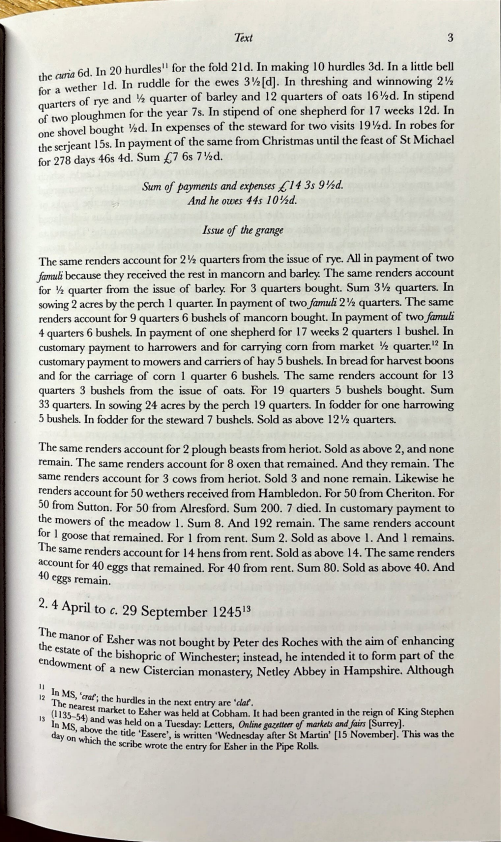 Text 3
the curia 6d. In 20 hurdles¹¹ for the fold 21d. In making 10 hurdles 3d. In a little bell
for a wether 1d. In ruddle for the ewes 3½[d]. In threshing and winnowing 2½
quarters of rye and ½ quarter of barley and 12 quarters of oats 16½d. In stipend
of two ploughmen for the year 7s. In stipend of one shepherd for 17 weeks 12d. In
one shovel bought ½d. In expenses of the steward for two visits 19½d. In robes for
the serjeant 15s. In payment of the same from Christmas until the feast of St Michael
for 278 days 46s 4d. Sum £7 6s 7½d.
Sum of payments and expenses £14 3s 9½d.
And he owes 44s 10½d.
Issue of the grange
The same renders account for 2½ quarters from the issue of rye. All in payment of two
famuli because they received the rest in mancorn and barley. The same renders account
for ½ quarter from the issue of barley. For 3 quarters bought. Sum 3½ quarters. In
sowing 2 acres by the perch 1 quarter. In payment of two famuli 2½ quarters. The same
renders account for 9 quarters 6 bushels of mancorn bought. In payment of two famuli
4 quarters 6 bushels. In payment of one shepherd for 17 weeks 2 quarters 1 bushel. In
customary payment to harrowers and for carrying corn from market ½ quarter.¹² In
customary payment to mowers and carriers of hay 5 bushels. In bread for harvest boons
and for the carriage of corn 1 quarter 6 bushels. The same renders account for 13
quarters 3 bushels from the issue of oats. For 19 quarters 5 bushels bought. Sum
33 quarters. In sowing 24 acres by the perch 19 quarters. In fodder for one harrowing
5 bushels. In fodder for the steward 7 bushels. Sold as above 12½ quarters.
The same renders account for 2 plough beasts from heriot. Sold as above 2, and none
remain. The same renders account for 8 oxen that remained. And they remain. The
same renders account for 3 cows from heriot. Sold 3 and none remain. Likewise he
renders account for 50 wethers received from Hambledon. For 50 from Cheriton. For
50 from Sutton. For 50 from Alresford. Sum 200. 7 died. In customary payment to
the mowers of the meadow 1. Sum 8. And 192 remain. The same renders account
for 1 goose that remained. For 1 from rent. Sum 2. Sold as above 1. And 1 remains.
The same renders account for 14 hens from rent. Sold as above 14. The same renders
account for 40 eggs that remained. For 40 from rent. Sum 80. Sold as above 40. And
40 eggs remain.
2. 4 April to c. 29 September 1245¹³
The manor of Esher was not bought by Peter des Roches with the aim of enhancing
the estate of the bishopric of Winchester; instead, he intended it to form part of the
endowment of a new Cistercian monastery, Netley Abbey in Hampshire. Although
¹¹ In MS, 'crat'; the hurdles in the next entry are 'clat'.
¹² The nearest market to Esher was held at Cobham. It had been granted in the reign of King Stephen
(1135–54) and was held on a Tuesday: Letters, Online gazetteer of markets and fairs [Surrey].
¹³ In MS, above the title 'Essere', is written 'Wednesday after St Martin' [15 November]. This was the
day on which the scribe wrote the entry for Esher in the Pipe Rolls.